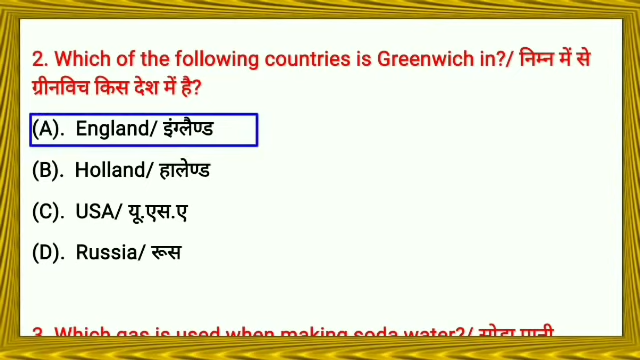 2. Which of the following countries is Greenwich in?/ निम्न में से
ग्रीनविच किस देश में है?
(A). England/ इंग्लैण्ड
(B). Holland/ हालेण्ड
(C). USA/ यू.एस.ए
(D). Russia/ रूस
3. Which gas is used when making soda water?/ सोडा पानी